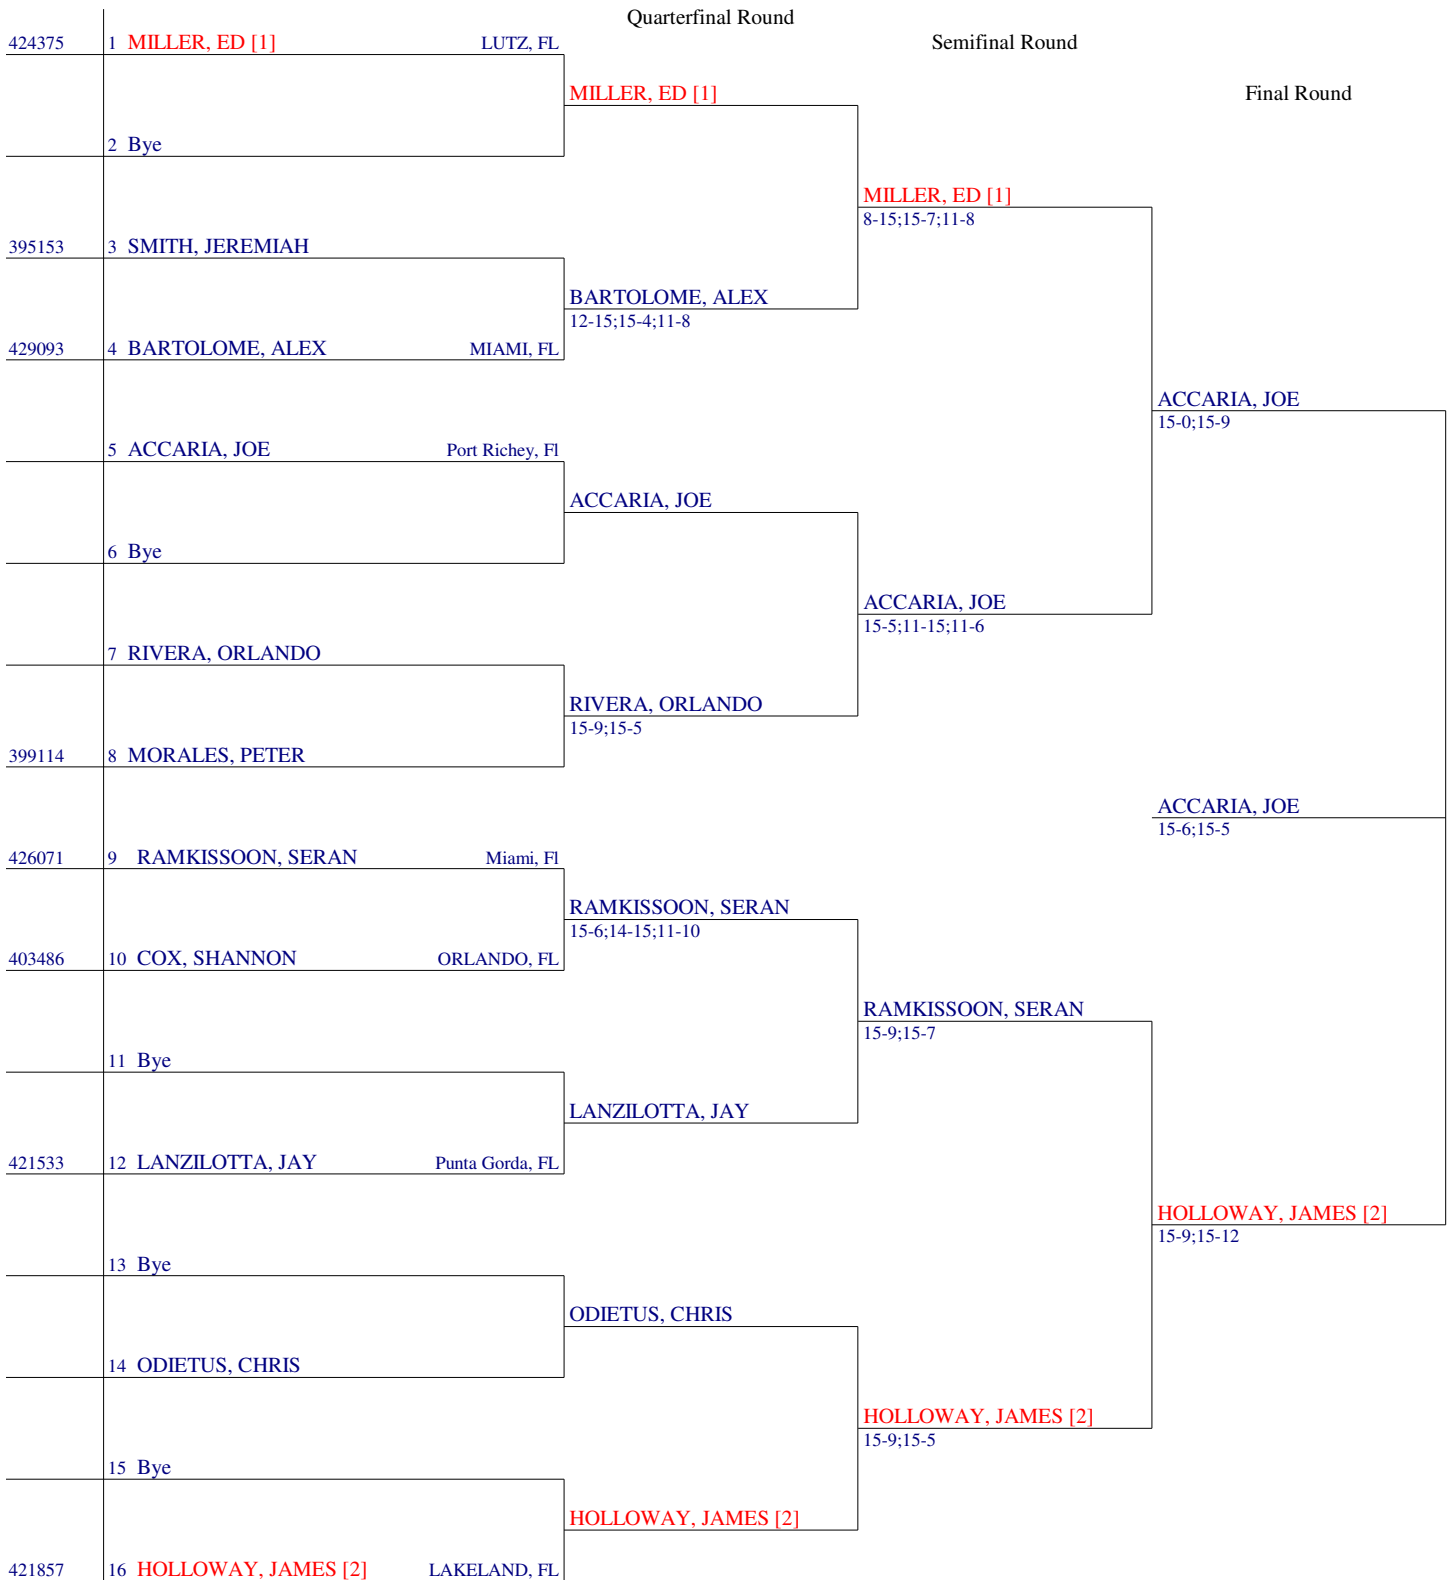 Quarterfinal Round
424375 1 MILLER, ED [1] LUTZ, FL
Semifinal Round
MILLER, ED [1]
Final Round
2 Bye
MILLER, ED [1]
8-15;15-7;11-8
395153 3 SMITH, JEREMIAH
BARTOLOME, ALEX
12-15;15-4;11-8
429093 4 BARTOLOME, ALEX MIAMI, FL
ACCARIA, JOE
15-0;15-9
5 ACCARIA, JOE Port Richey, Fl
ACCARIA, JOE
6 Bye
ACCARIA, JOE
15-5;11-15;11-6
7 RIVERA, ORLANDO
RIVERA, ORLANDO
15-9;15-5
399114 8 MORALES, PETER
ACCARIA, JOE
15-6;15-5
426071 9 RAMKISSOON, SERAN Miami, Fl
RAMKISSOON, SERAN
15-6;14-15;11-10
403486 10 COX, SHANNON ORLANDO, FL
RAMKISSOON, SERAN
15-9;15-7
11 Bye
LANZILOTTA, JAY
421533 12 LANZILOTTA, JAY Punta Gorda, FL
HOLLOWAY, JAMES [2]
15-9;15-12
13 Bye
ODIETUS, CHRIS
14 ODIETUS, CHRIS
HOLLOWAY, JAMES [2]
15-9;15-5
15 Bye
HOLLOWAY, JAMES [2]
421857 16 HOLLOWAY, JAMES [2] LAKELAND, FL